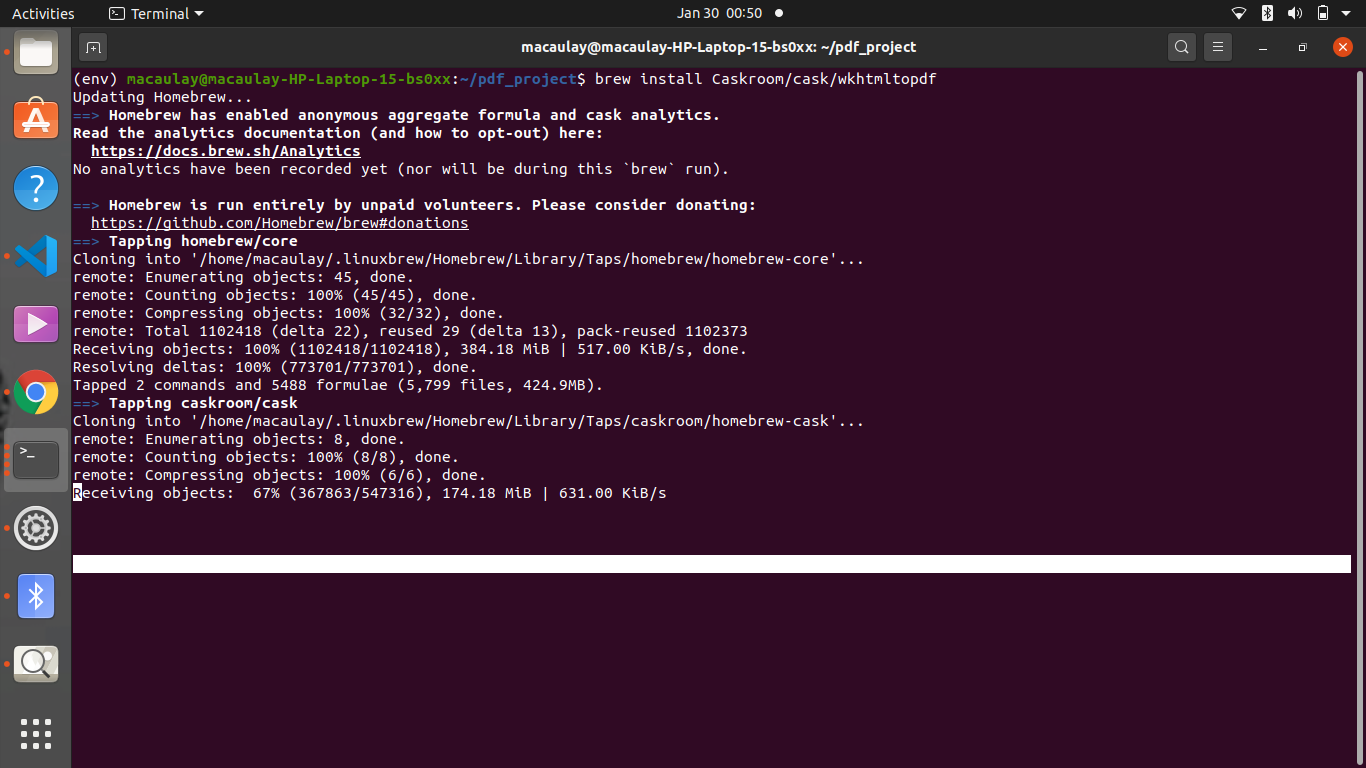 Activities
Terminal
Jan 30 00:50
macaulay@macaulay-HP-Laptop-15-bs0xx: ~/pdf_project
(env) macaulay@macaulay-HP-Laptop-15-bs0xx:~/pdf_project$ brew install Caskroom/cask/wkhtmltopdf
Updating Homebrew...
==> Homebrew has enabled anonymous aggregate formula and cask analytics.
Read the analytics documentation (and how to opt-out) here:
https://docs.brew.sh/Analytics
No analytics have been recorded yet (nor will be during this `brew` run).
==> Homebrew is run entirely by unpaid volunteers. Please consider donating:
https://github.com/Homebrew/brew#donations
==> Tapping homebrew/core
Cloning into '/home/macaulay/.linuxbrew/Homebrew/Library/Taps/homebrew/homebrew-core'...
remote: Enumerating objects: 45, done.
remote: Counting objects: 100% (45/45), done.
remote: Compressing objects: 100% (32/32), done.
remote: Total 1102418 (delta 22), reused 29 (delta 13), pack-reused 1102373
Receiving objects: 100% (1102418/1102418), 384.18 MiB | 517.00 KiB/s, done.
Resolving deltas: 100% (773701/773701), done.
Tapped 2 commands and 5488 formulae (5,799 files, 424.9MB).
==> Tapping caskroom/cask
Cloning into '/home/macaulay/.linuxbrew/Homebrew/Library/Taps/caskroom/homebrew-cask'...
remote: Enumerating objects: 8, done.
remote: Counting objects: 100% (8/8), done.
remote: Compressing objects: 100% (6/6), done.
Receiving objects:  67% (367863/547316), 174.18 MiB | 631.00 KiB/s